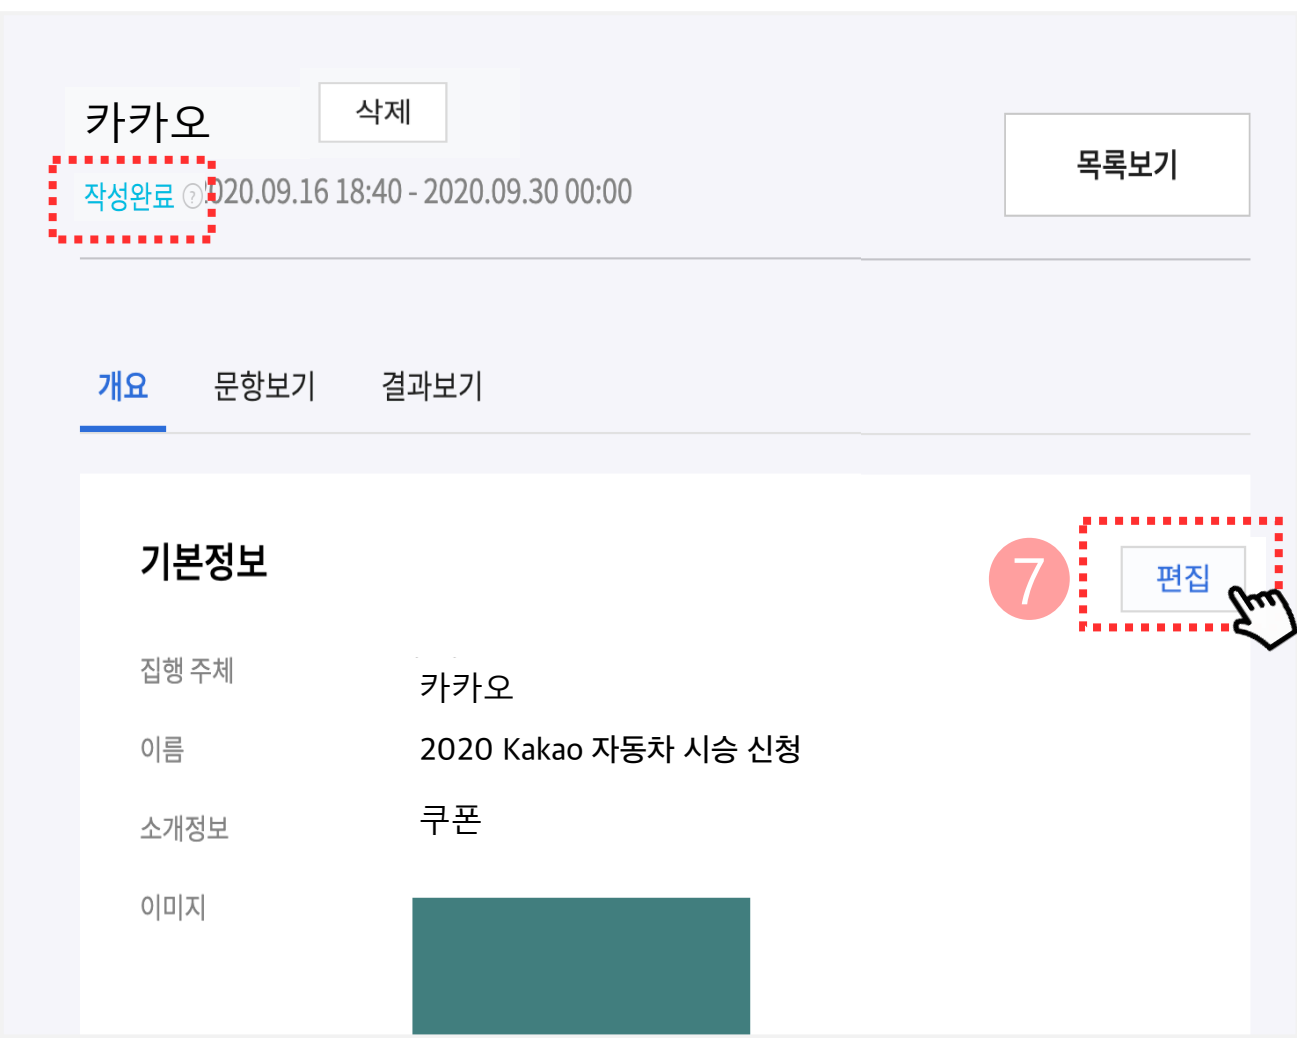 카카오
삭제
목록보기
작성완료 ? 2020.09.16 18:40 - 2020.09.30 00:00
개요 문항보기 결과보기
기본정보
7
편집
집행 주체 카카오
이름 2020 Kakao 자동차 시승 신청
소개정보 쿠폰
이미지